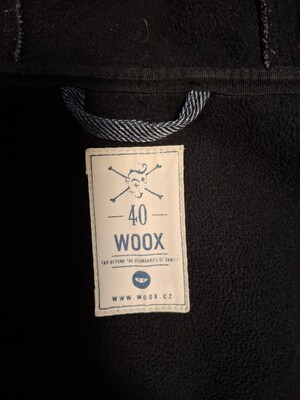 40
WOOX
FAR BEYOND THE BOUNDARIES OF SANITY
WWW.WOOX.CZ